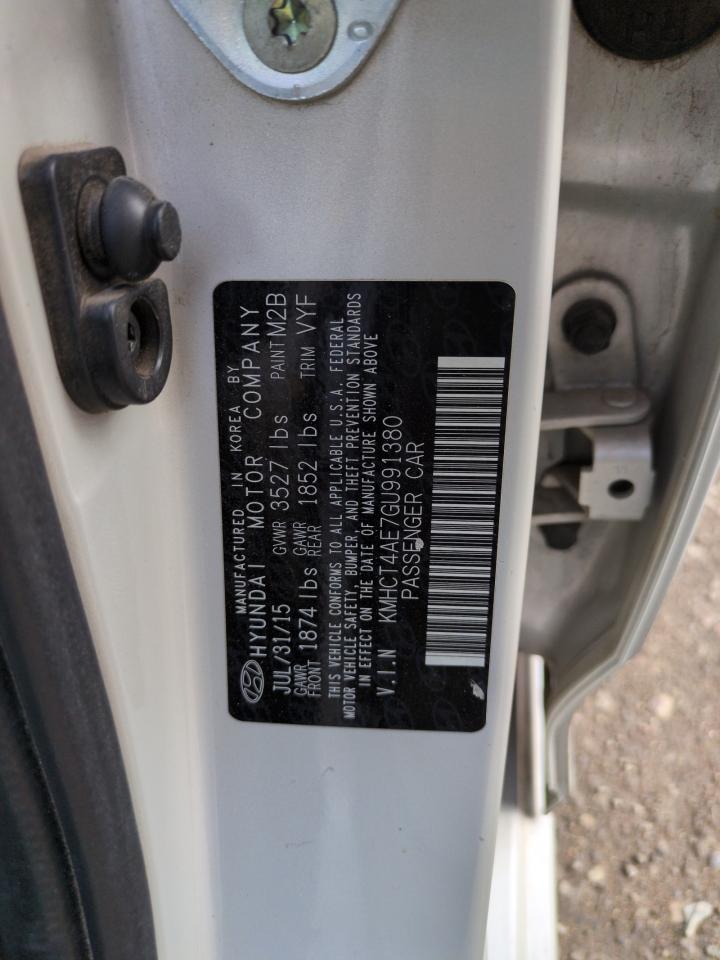 MANUFACTURED IN KOREA BY
HYUNDAI MOTOR COMPANY
JUL/31/15 GVWR 3527 lbs PAINT M2B
GAWR FRONT 1874 lbs GAWR REAR 1852 lbs TRIM VYF
THIS VEHICLE CONFORMS TO ALL APPLICABLE U.S.A. FEDERAL
MOTOR VEHICLE SAFETY, BUMPER, AND THEFT PREVENTION STANDARDS
IN EFFECT ON THE DATE OF MANUFACTURE SHOWN ABOVE
V.I.N KMHCT4AE7GU991380
PASSENGER CAR